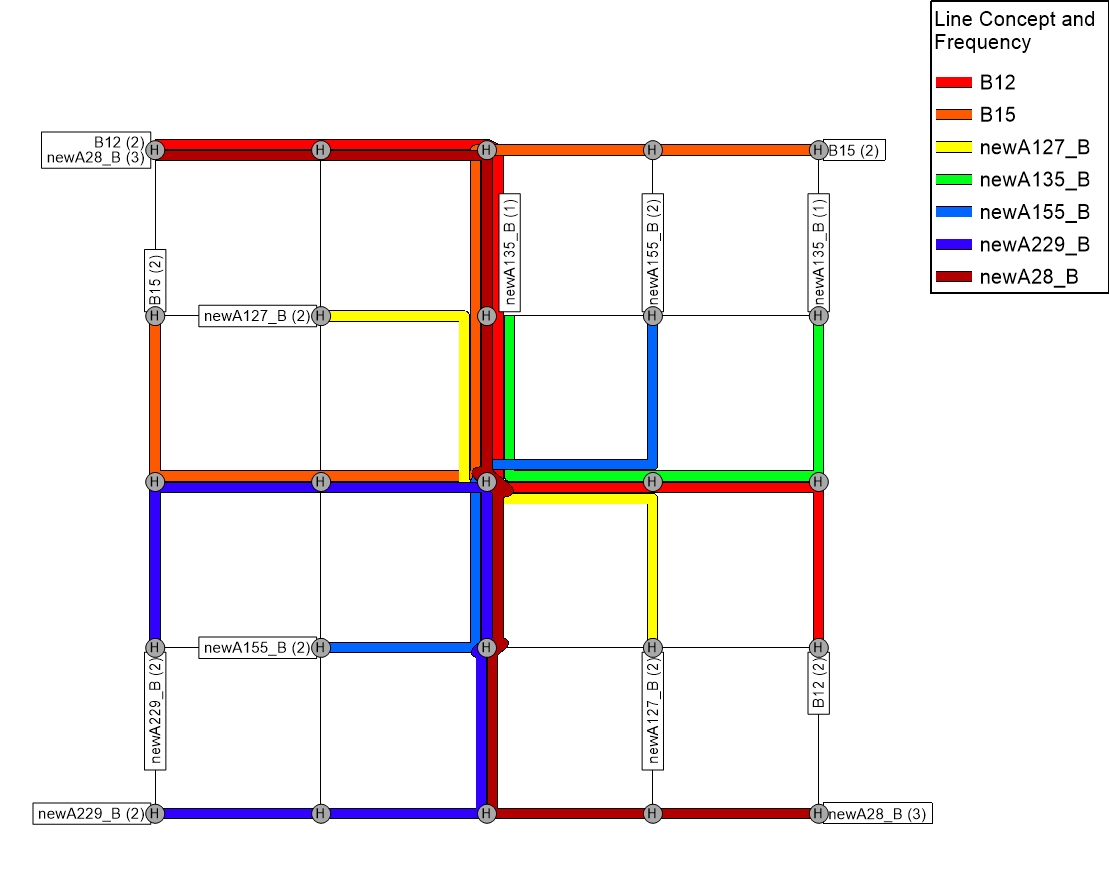 Line Concept and
Frequency
B12
B15
newA127_B
newA135_B
newA155_B
newA229_B
newA28_B
B12 (2)
newA28_B (3)
H
H
H
H
H
B15 (2)
B15 (2)
newA135_B (1)
newA155_B (2)
newA135_B (1)
H
newA127_B (2)
H
H
H
H
H
H
H
H
H
H
newA155_B (2)
H
H
H
H
newA229_B (2)
newA127_B (2)
B12 (2)
newA229_B (2)
H
H
H
H
H
newA28_B (3)